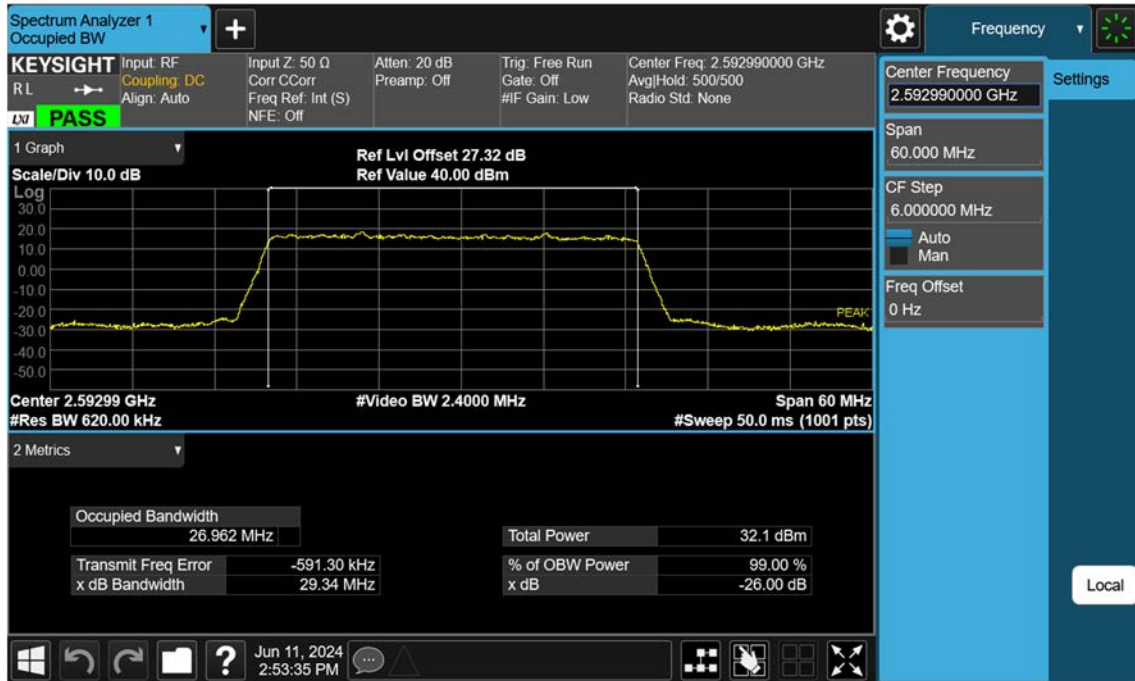 Spectrum Analyzer 1
Occupied BW
Frequency
KEYSIGHT
R L
LXI
PASS
Input: RF
Coupling: DC
Align: Auto
Input Z: 50 Ω
Corr CCorr
Freq Ref: Int (S)
NFE: Off
Atten: 20 dB
Preamp: Off
Trig: Free Run
Gate: Off
#IF Gain: Low
Center Freq: 2.592990000 GHz
Avg|Hold: 500/500
Radio Std: None
Center Frequency
2.592990000 GHz
Settings
Span
60.000 MHz
CF Step
6.000000 MHz
Auto
Man
Freq Offset
0 Hz
Local
1 Graph
Scale/Div 10.0 dB
Ref Lvl Offset 27.32 dB
Ref Value 40.00 dBm
Log
30.0
20.0
10.0
0.00
-10.0
-20.0
-30.0
-40.0
-50.0
PEAK
Center 2.59299 GHz
#Video BW 2.4000 MHz
Span 60 MHz
#Res BW 620.00 kHz
#Sweep 50.0 ms (1001 pts)
2 Metrics
Occupied Bandwidth
26.962 MHz
Total Power 32.1 dBm
Transmit Freq Error -591.30 kHz
% of OBW Power 99.00 %
x dB Bandwidth 29.34 MHz
x dB -26.00 dB
?
Jun 11, 2024
2:53:35 PM